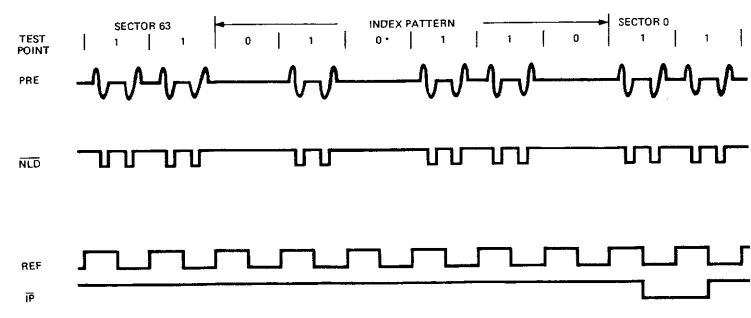 SECTOR 63 INDEX PATTERN SECTOR 0
TEST POINT | 1 | 1 | 0 | 1 | 0* | 1 | 1 | 0 | 1 | 1 |
PRE
NLD
REF
IP